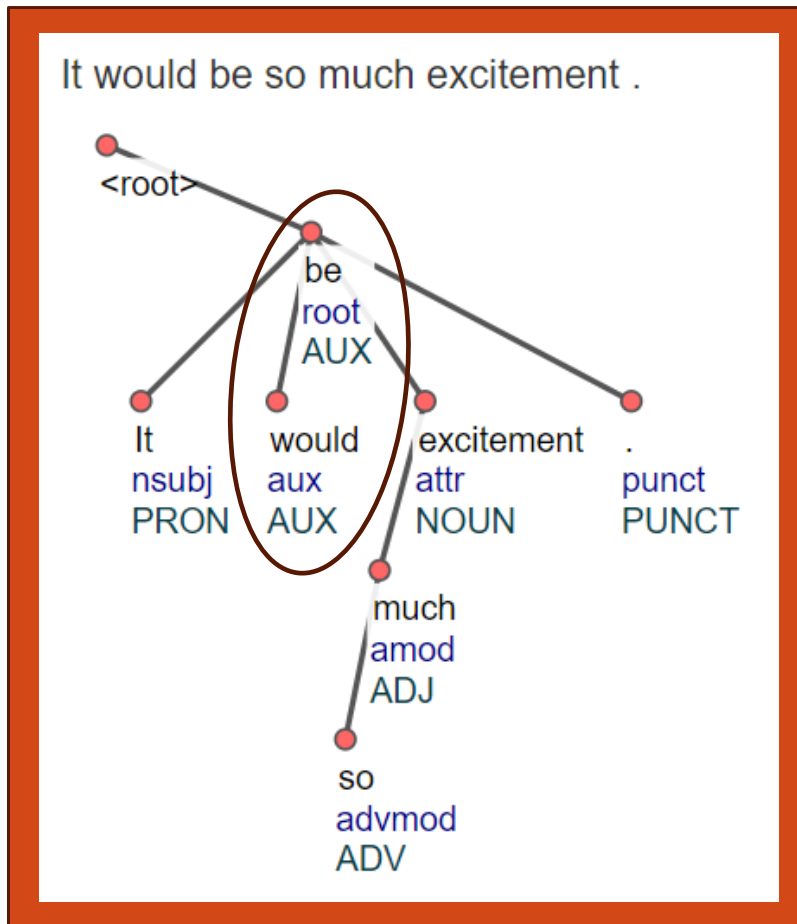 It would be so much excitement .
<root>
be
root
AUX
It would excitement .
nsubj aux attr punct
PRON AUX NOUN PUNCT
much
amod
ADJ
so
advmod
ADV